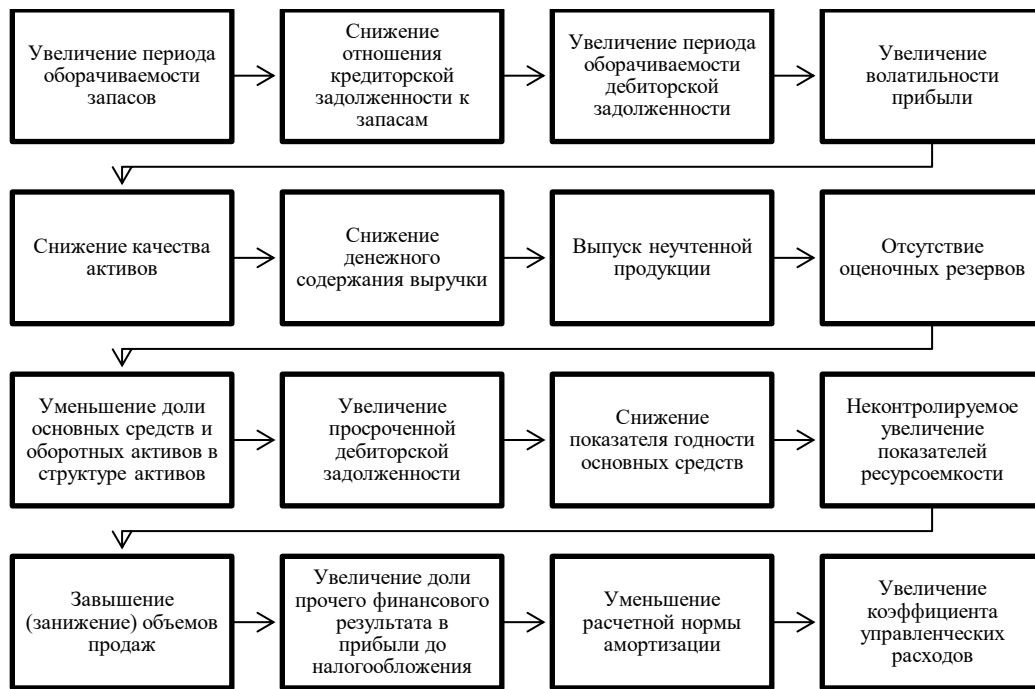 Увеличение периода
оборачиваемости
запасов
Снижение
отношения
кредиторской
задолженности к
запасам
Увеличение периода
оборачиваемости
дебиторской
задолженности
Увеличение
волатильности
прибыли
Снижение качества
активов
Снижение
денежного
содержания выручки
Выпуск неучтенной
продукции
Отсутствие
оценочных резервов
Уменьшение доли
основных средств и
оборотных активов в
структуре активов
Увеличение
просроченной
дебиторской
задолженности
Снижение
показателя годности
основных средств
Неконтролируемое
увеличение
показателей
ресурсоемкости
Завышение
(занижение) объемов
продаж
Увеличение доли
прочего финансового
результата в
прибыли до
налогообложения
Уменьшение
расчетной нормы
амортизации
Увеличение
коэффициента
управленческих
расходов